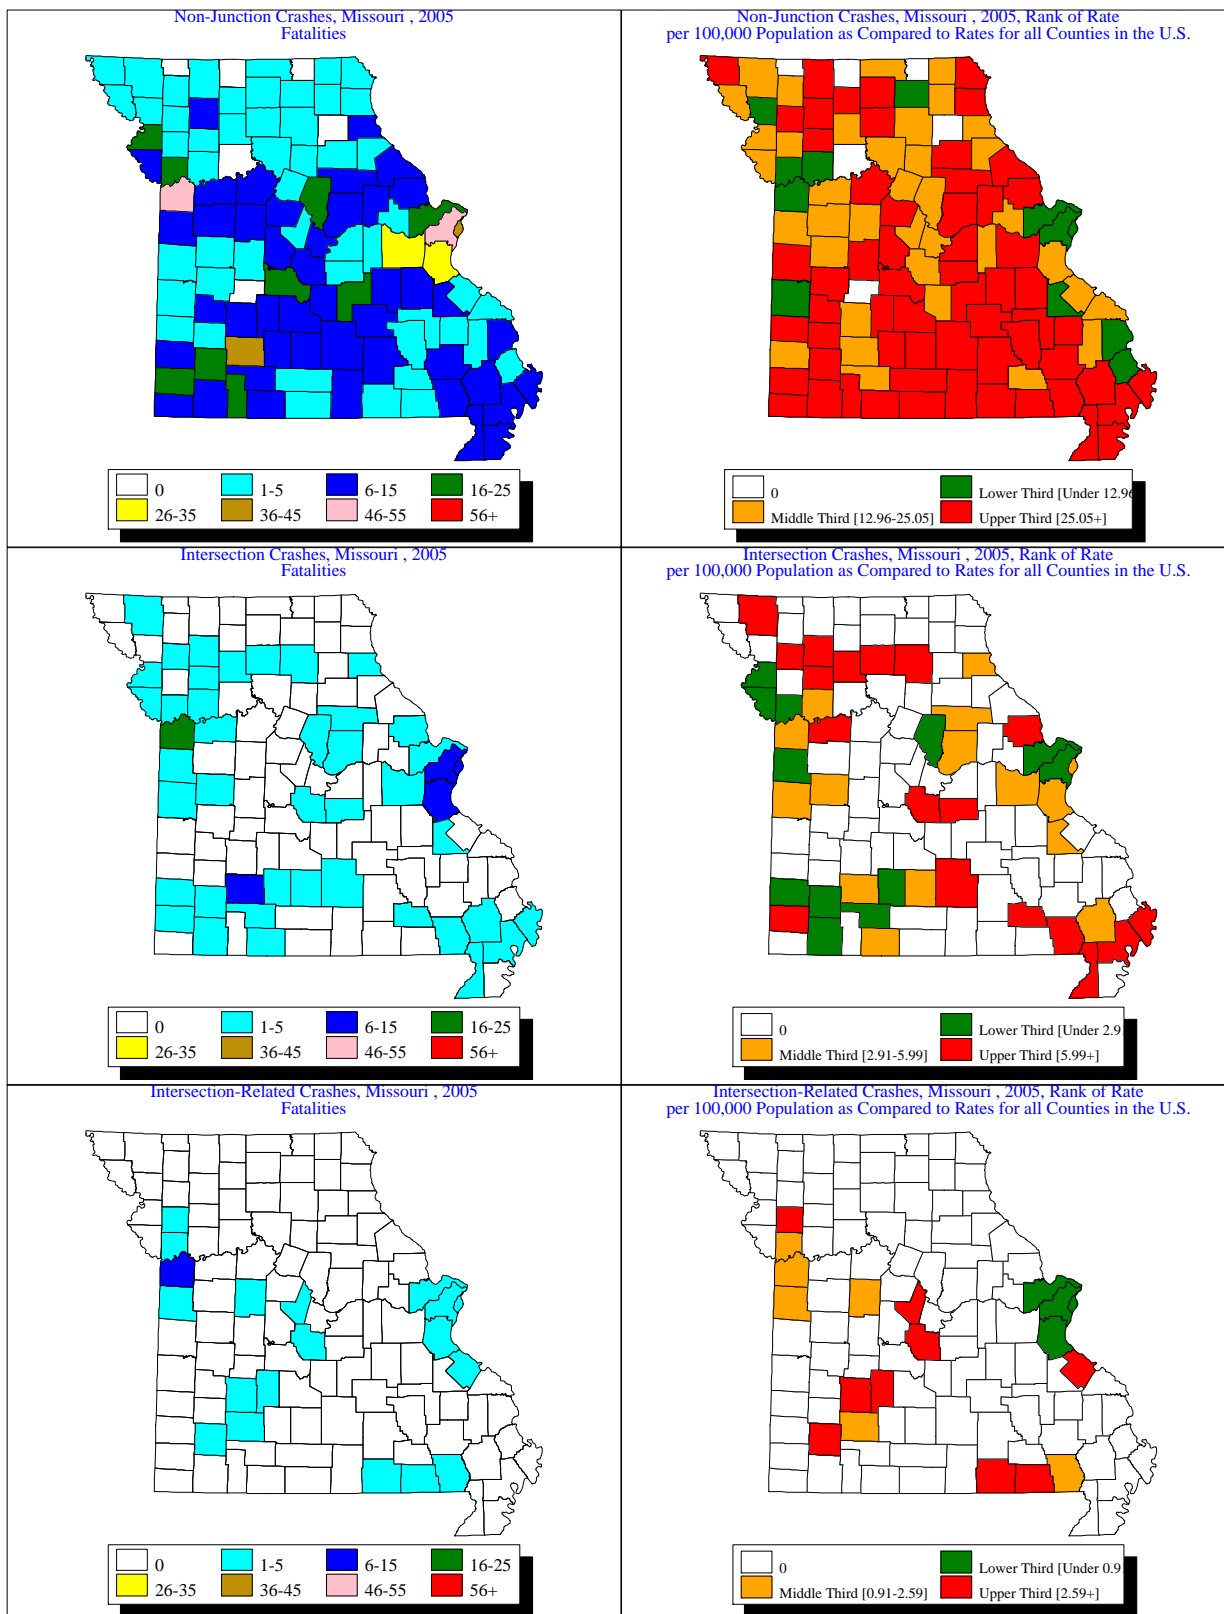 Non-Junction Crashes, Missouri , 2005
Fatalities
0
1-5
6-15
16-25
26-35
36-45
46-55
56+
Non-Junction Crashes, Missouri , 2005, Rank of Rate
per 100,000 Population as Compared to Rates for all Counties in the U.S.
0
Lower Third [Under 12.96
Middle Third [12.96-25.05]
Upper Third [25.05+]
Intersection Crashes, Missouri , 2005
Fatalities
0
1-5
6-15
16-25
26-35
36-45
46-55
56+
Intersection Crashes, Missouri , 2005, Rank of Rate
per 100,000 Population as Compared to Rates for all Counties in the U.S.
0
Lower Third [Under 2.9
Middle Third [2.91-5.99]
Upper Third [5.99+]
Intersection-Related Crashes, Missouri , 2005
Fatalities
0
1-5
6-15
16-25
26-35
36-45
46-55
56+
Intersection-Related Crashes, Missouri , 2005, Rank of Rate
per 100,000 Population as Compared to Rates for all Counties in the U.S.
0
Lower Third [Under 0.9
Middle Third [0.91-2.59]
Upper Third [2.59+]